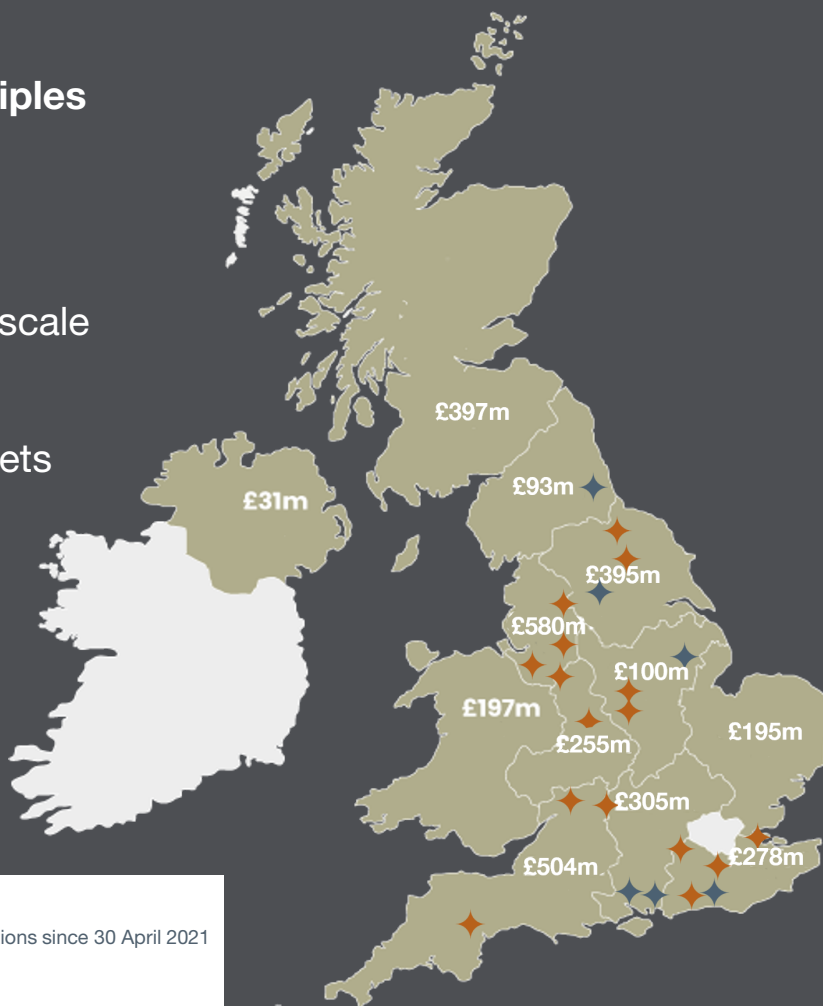 iples
scale
ets
£397m
£93m
£31m
£395m
£580m
£100m
£197m
£195m
£255m
£305m
£278m
£504m
ions since 30 April 2021